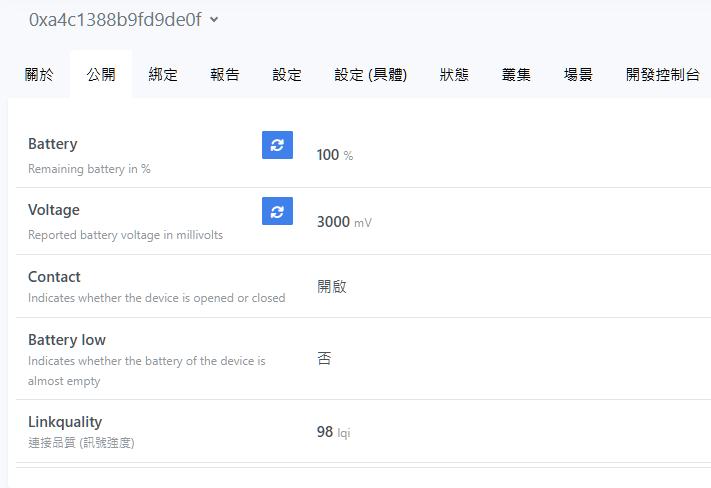 0xa4c1388b9fd9de0f
關於 公開 綁定 報告 設定 設定 (具體) 狀態 叢集 場景 開發控制台
Battery
Remaining battery in %
100 %
Voltage
Reported battery voltage in millivolts
3000 mV
Contact
Indicates whether the device is opened or closed
開啟
Battery low
Indicates whether the battery of the device is
almost empty
否
Linkquality
連接品質 (訊號強度)
98 lqi